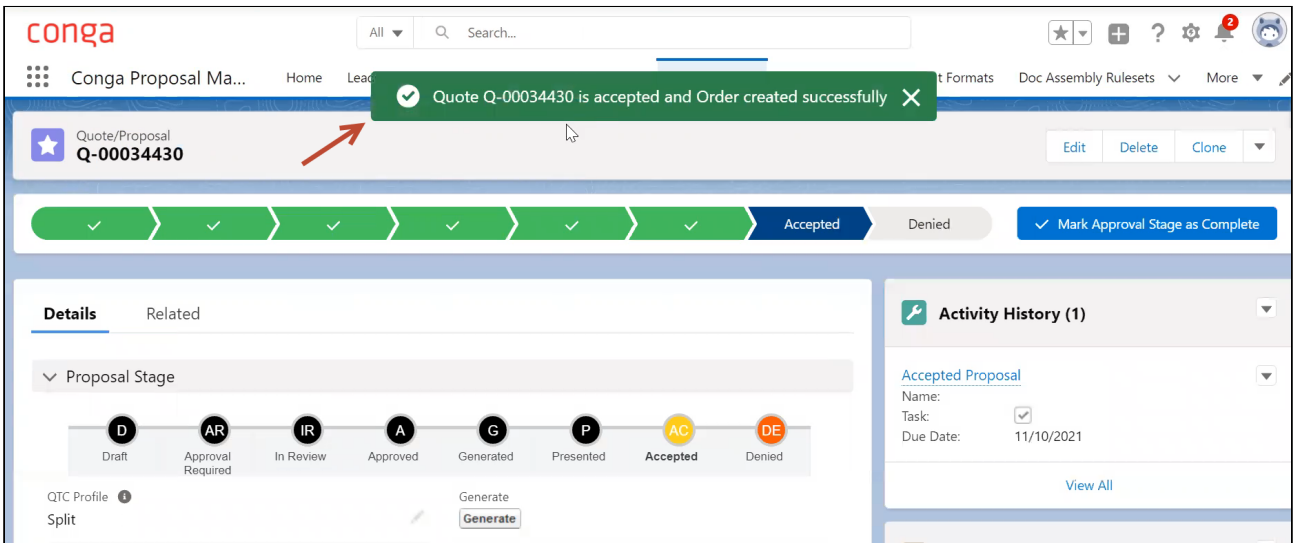 conga
All
Search...
2
Conga Proposal Ma...
Home
Lea
t Formats
Doc Assembly Rulesets
More
Quote Q-00034430 is accepted and Order created successfully
Quote/Proposal
Q-00034430
Edit
Delete
Clone
Accepted
Denied
Mark Approval Stage as Complete
Details
Related
Activity History (1)
Proposal Stage
Accepted Proposal
Name:
Task:
Due Date: 11/10/2021
D
AR
IR
A
G
P
AC
DE
Draft
Approval
Required
In Review
Approved
Generated
Presented
Accepted
Denied
View All
QTC Profile
Split
Generate
Generate